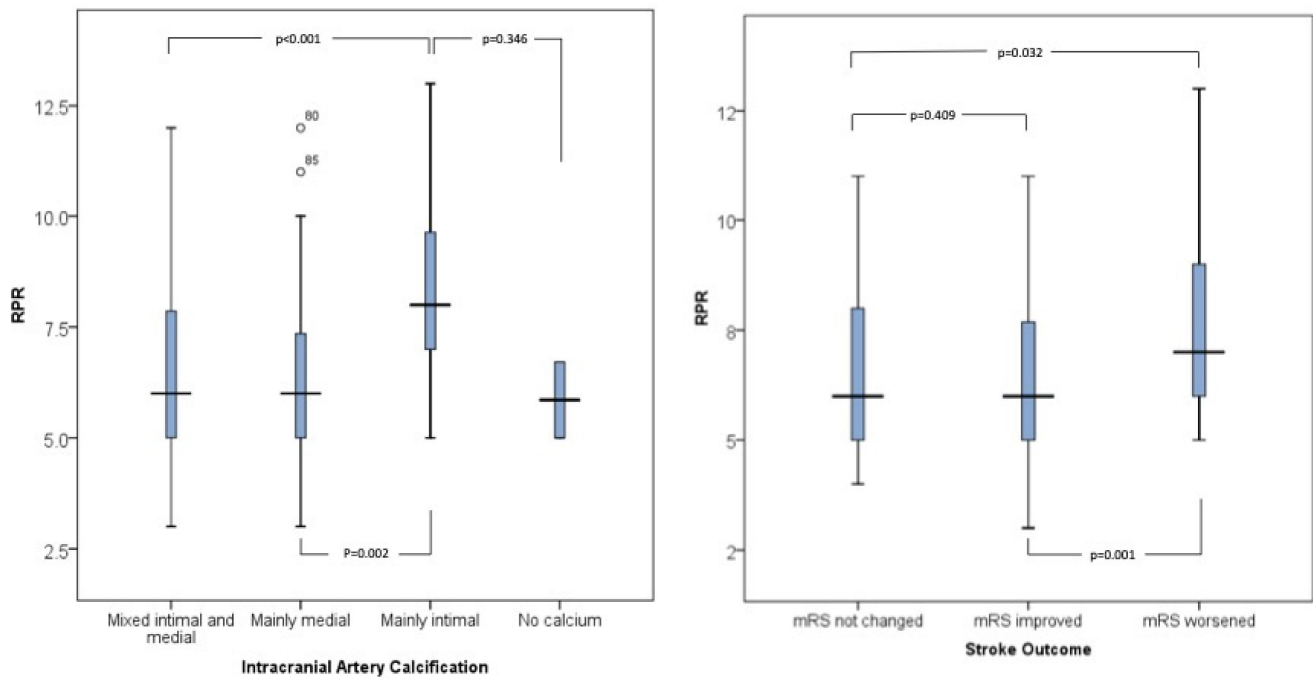 p<0.001
p=0.346
12.5
80
85
10.0
RPR
7.5
5.0
2.5
P=0.002
Mixed intimal and
medial
Mainly medial
Mainly intimal
No calcium
Intracranial Artery Calcification
p=0.032
12
p=0.409
10
RPR
8
5
2
p=0.001
mRS not changed
mRS improved
mRS worsened
Stroke Outcome